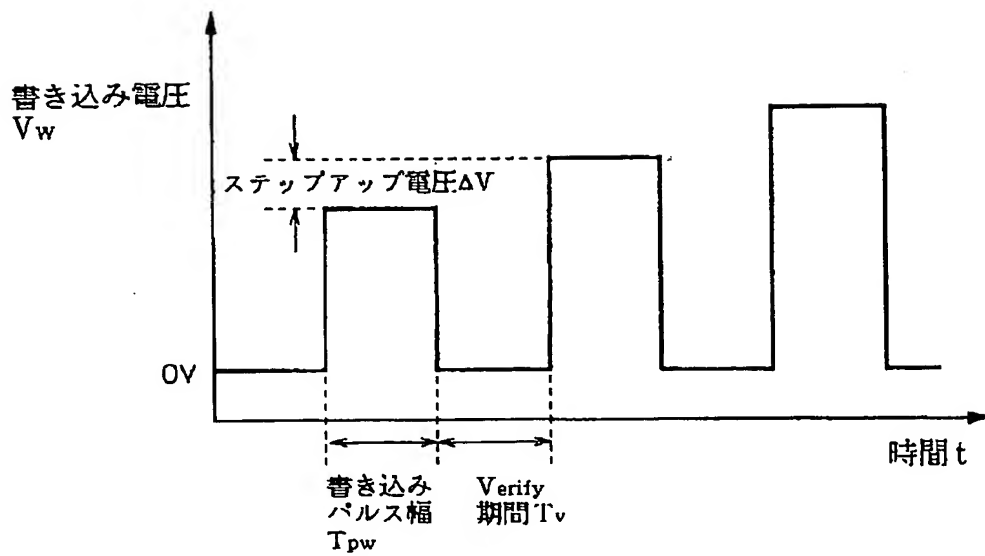 書き込み電圧
Vw
ステップアップ電圧ΔV
0V
時間t
書き込み
パルス幅
Tpw
Verify
期間Tv